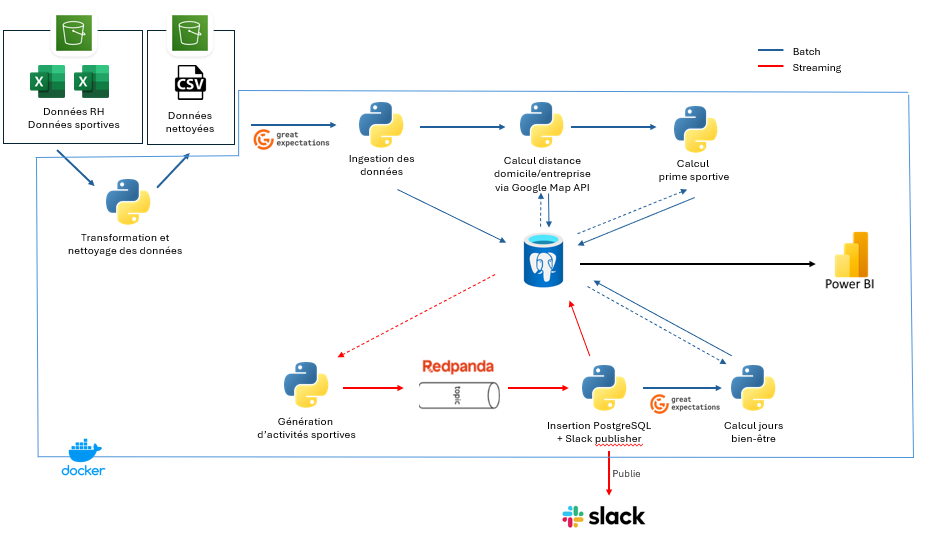 Batch
Streaming
X
X
Données RH
Données sportives
CSV
Données
nettoyées
great
expectations
Ingestion des
données
Calcul distance
domicile/entreprise
via Google Map API
Calcul
prime sportive
Transformation et
nettoyage des données
Power BI
Redpanda
topic
Génération
d'activités sportives
Insertion PostgreSQL
+ Slack publisher
great
expectations
Calcul jours
bien-être
docker
Publie
slack